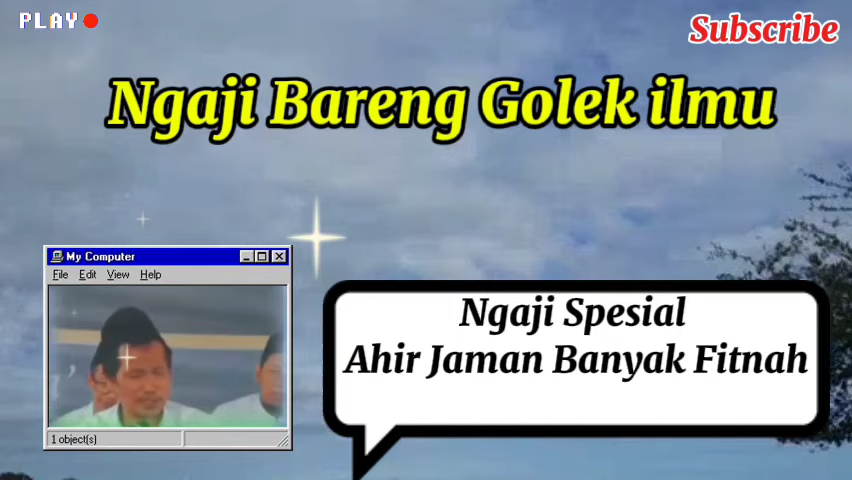 PLAY
Subscribe
Ngaji Bareng Golek ilmu
My Computer
File Edit View Help
Ngaji Spesial
Ahir Jaman Banyak Fitnah
1 object(s)